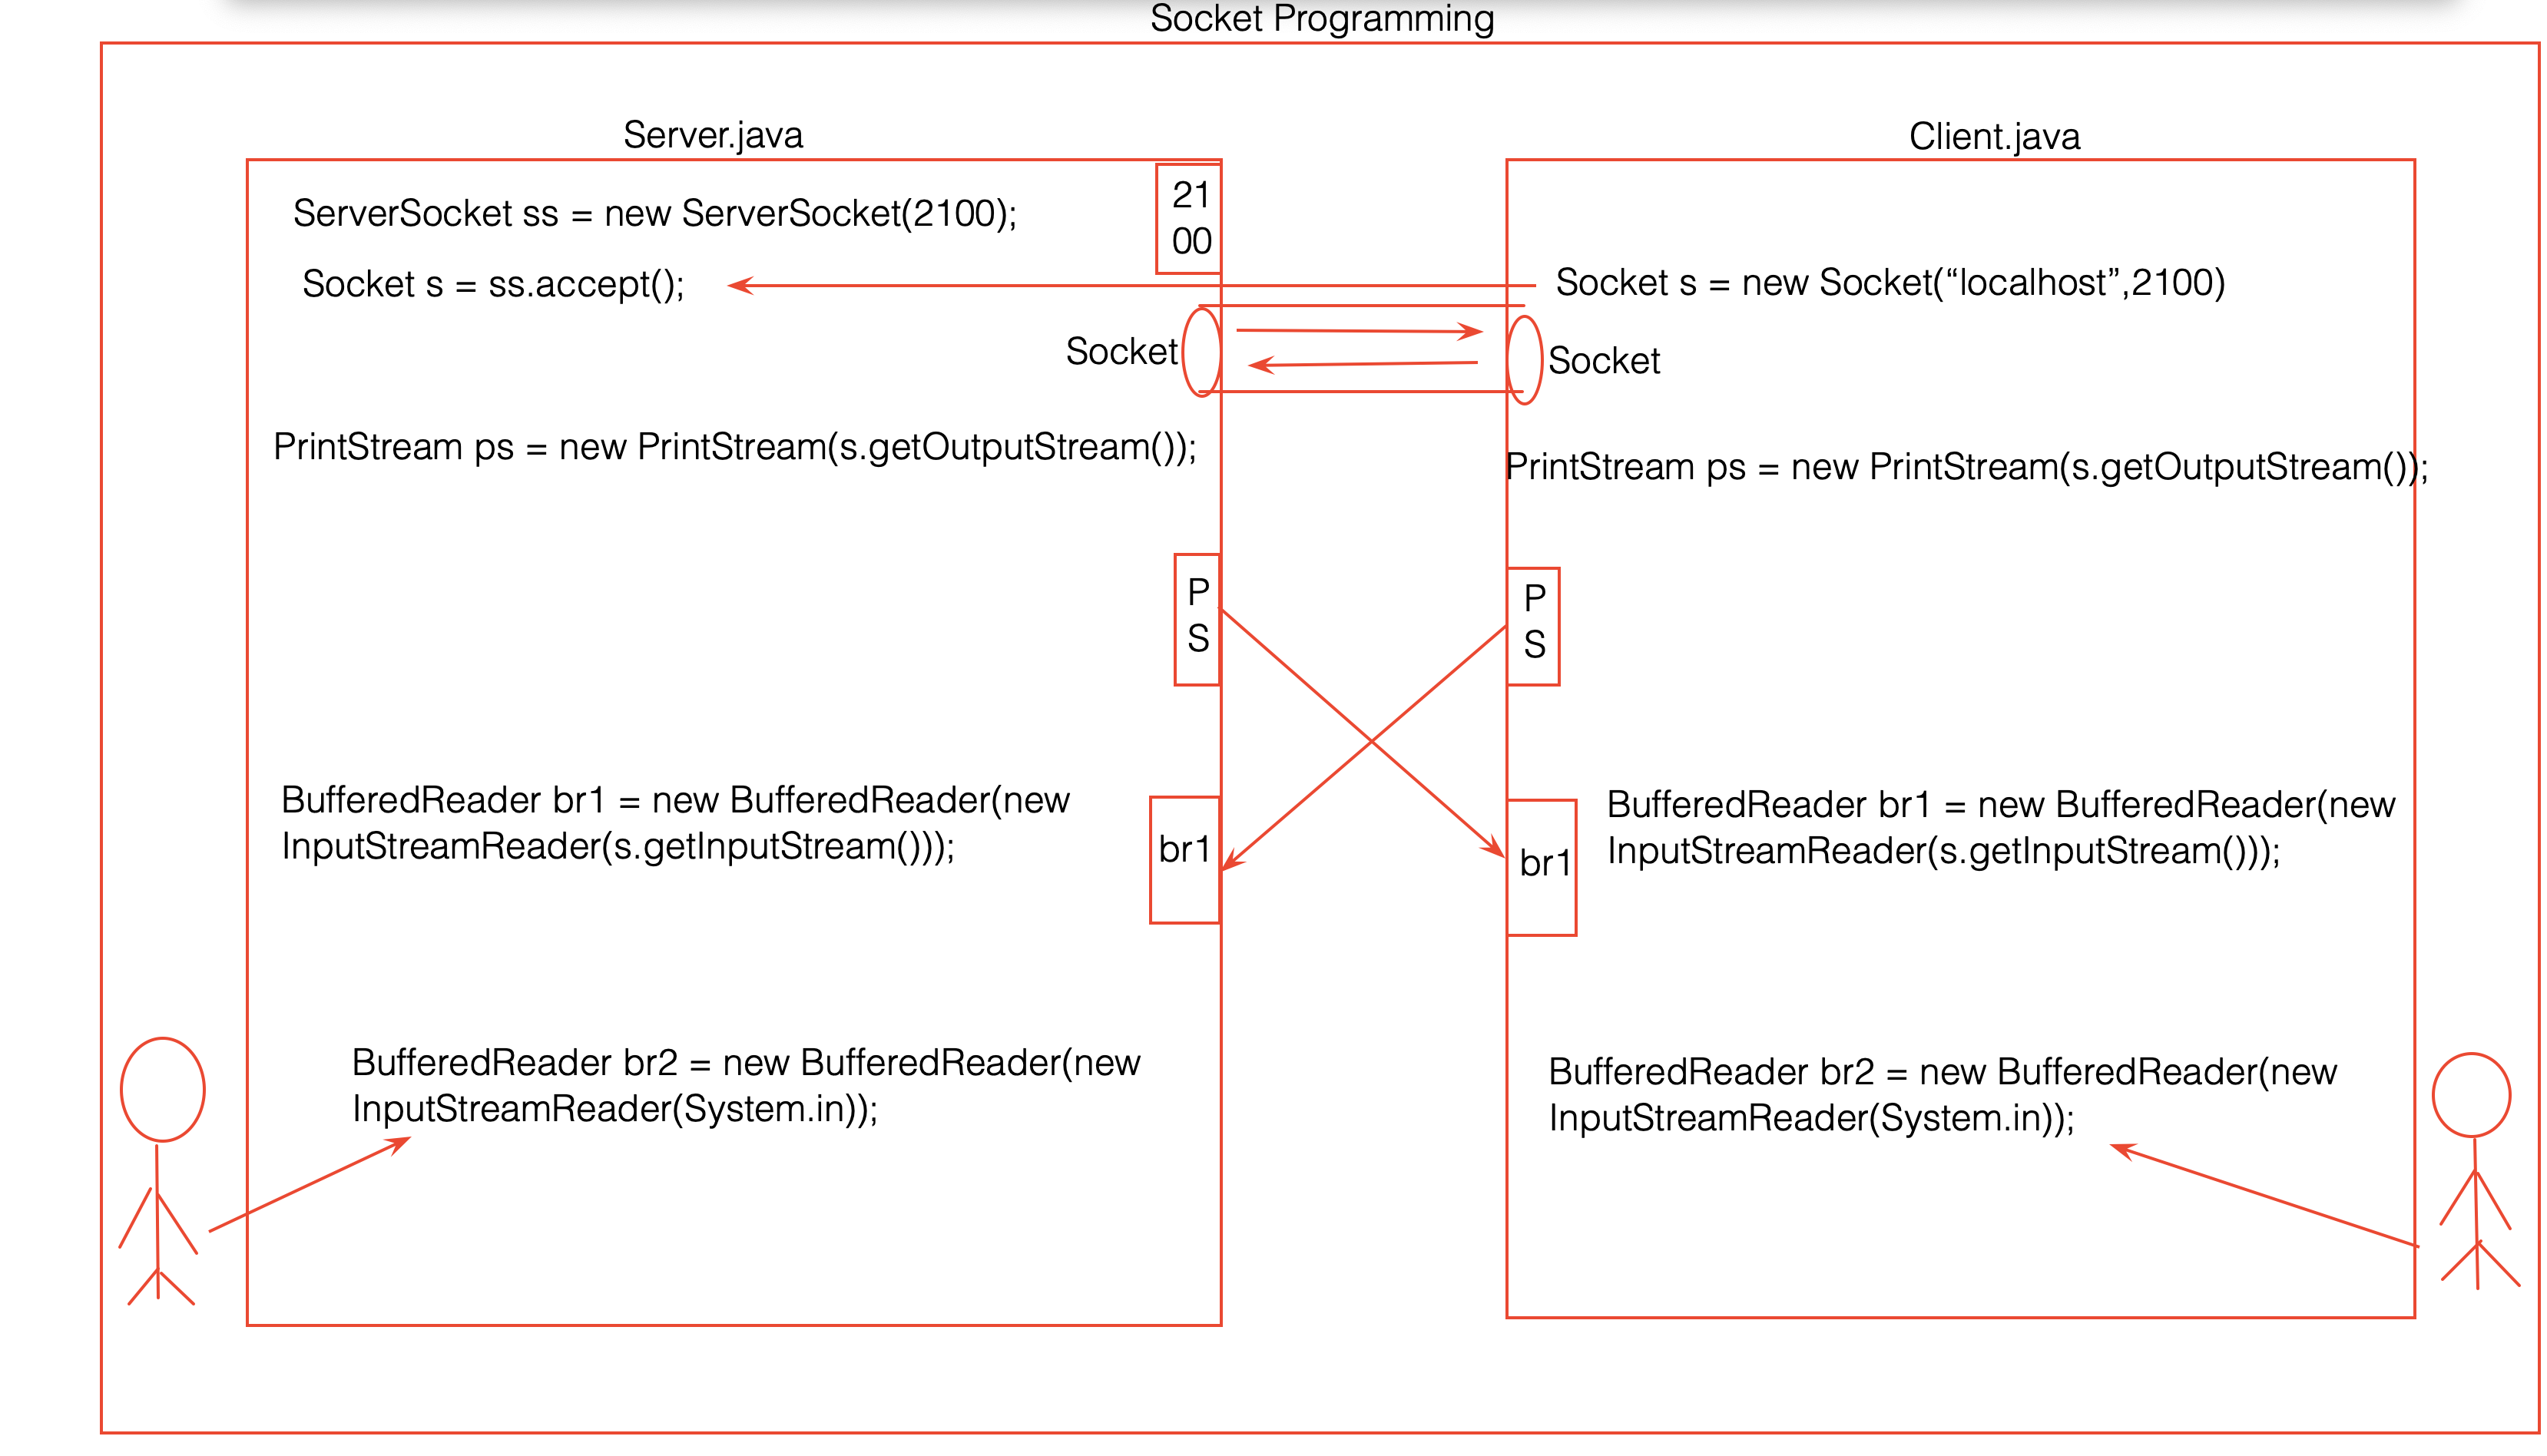 Socket Programming
Server.java
ServerSocket ss = new ServerSocket(2100);
21
00
Socket s = ss.accept();
Socket
PrintStream ps = new PrintStream(s.getOutputStream());
P
S
BufferedReader br1 = new BufferedReader(new
InputStreamReader(s.getInputStream()));
br1
BufferedReader br2 = new BufferedReader(new
InputStreamReader(System.in));
Client.java
Socket s = new Socket(“localhost”,2100)
Socket
PrintStream ps = new PrintStream(s.getOutputStream());
P
S
BufferedReader br1 = new BufferedReader(new
InputStreamReader(s.getInputStream()));
br1
BufferedReader br2 = new BufferedReader(new
InputStreamReader(System.in));